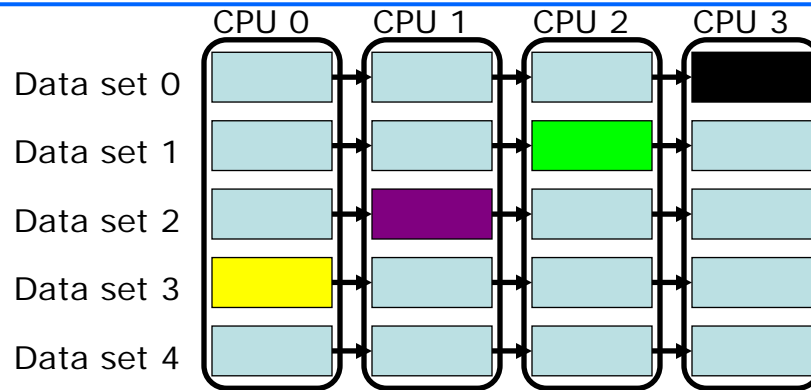 CPU 0 CPU 1 CPU 2 CPU 3
Data set 0
Data set 1
Data set 2
Data set 3
Data set 4